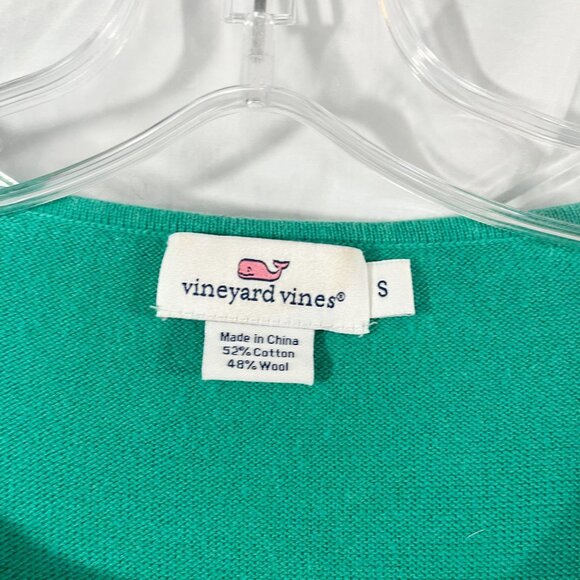 vineyard vines®
S
Made in China
52% Cotton
48% Wool